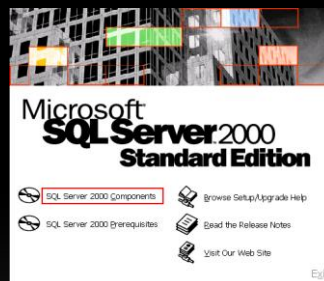 Microsoft
SQL Server 2000
Standard Edition
SQL Server 2000 Components
Browse Setup/Upgrade Help
SQL Server 2000 Prerequisites
Read the Release Notes
Visit Our Web Site